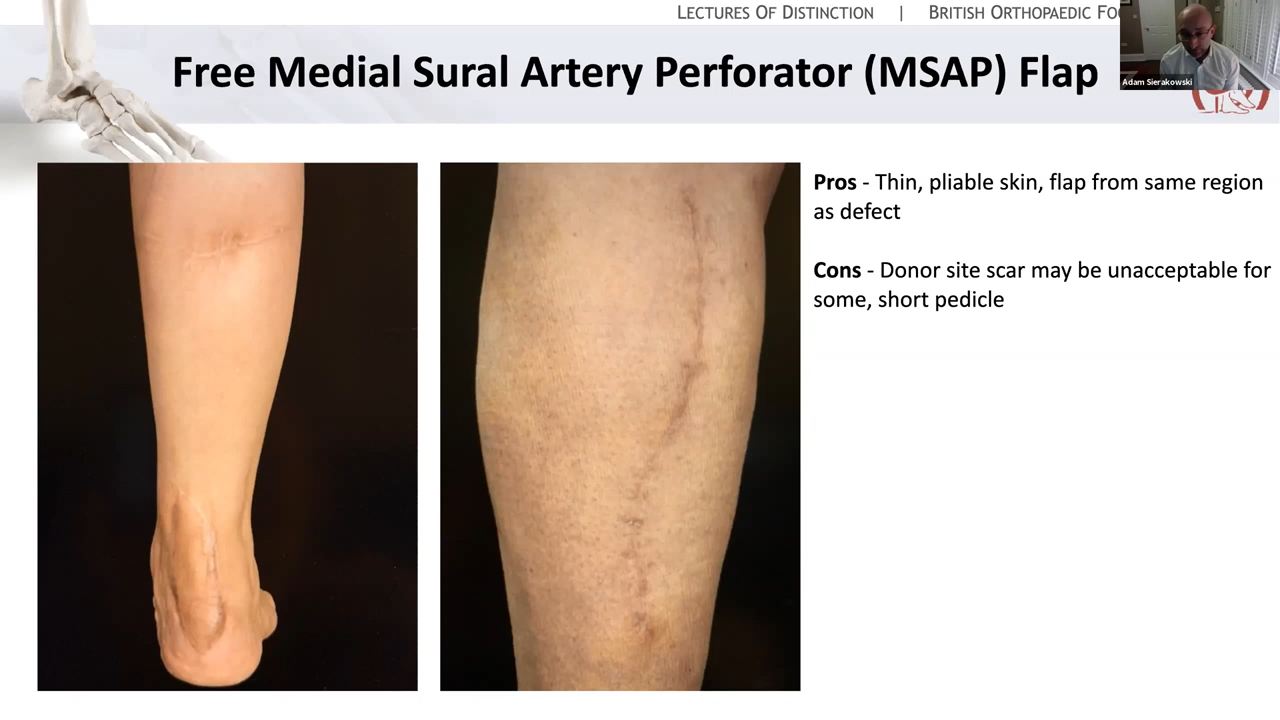 LECTURES OF DISTINCTION | BRITISH ORTHOPAEDIC
Adam Sierakowski
Free Medial Sural Artery Perforator (MSAP) Flap
Pros - Thin, pliable skin, flap from same region
as defect
Cons - Donor site scar may be unacceptable for
some, short pedicle